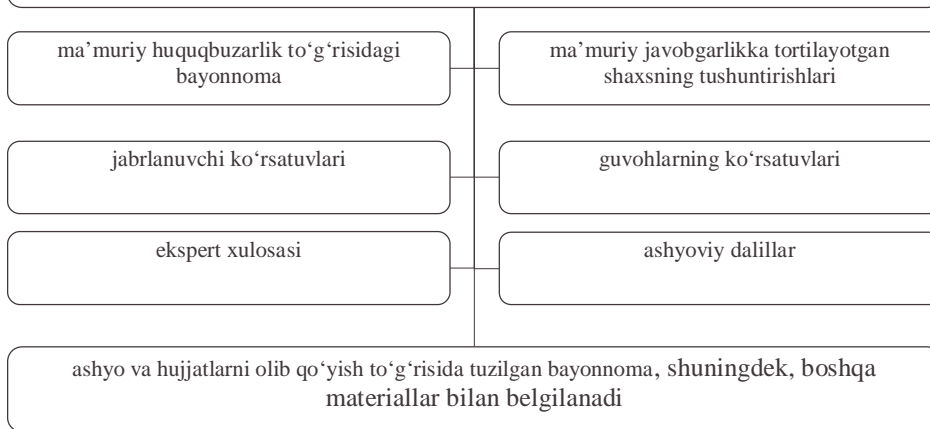 ma’muriy huquqbuzarlik to‘g‘risidagi
bayonnoma
ma’muriy javobgarlikka tortilayotgan
shaxsning tushuntirishlari
jabrlanuvchi ko‘rsatuvlari
guvohlarning ko‘rsatuvlari
ekspert xulosasi
ashyoviy dalillar
ashyo va hujjatlarni olib qo‘yish to‘g‘risida tuzilgan bayonnoma, shuningdek, boshqa
materiallar bilan belgilanadi